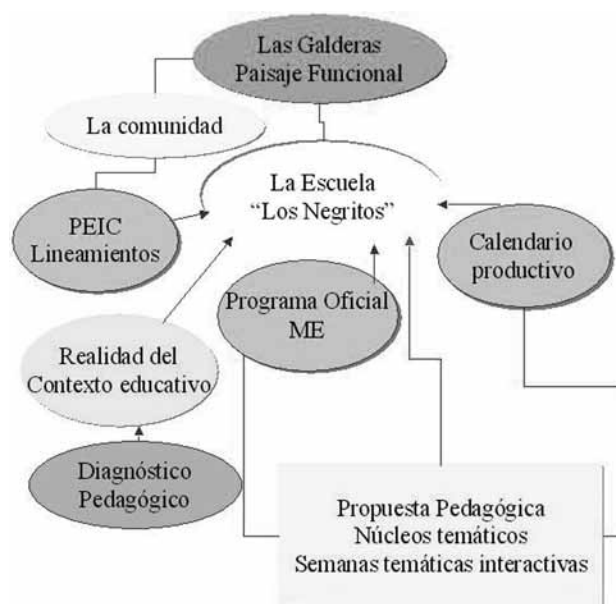 Las Galderas
Paisaje Funcional
La comunidad
La Escuela
“Los Negritos”
PEIC
Lineamientos
Calendario
productivo
Programa Oficial
ME
Realidad del
Contexto educativo
Diagnóstico
Pedagógico
Propuesta Pedagógica
Núcleos temáticos
Semanas temáticas interactivas